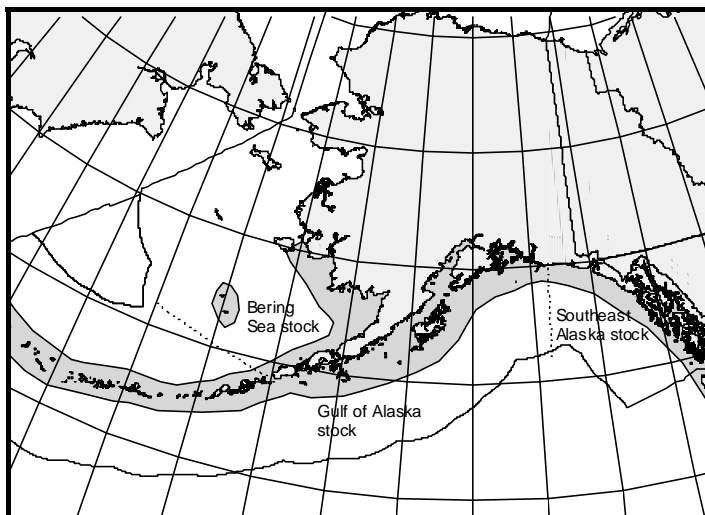 Bering
Sea stock
Southeast
Alaska stock
Gulf of Alaska
stock